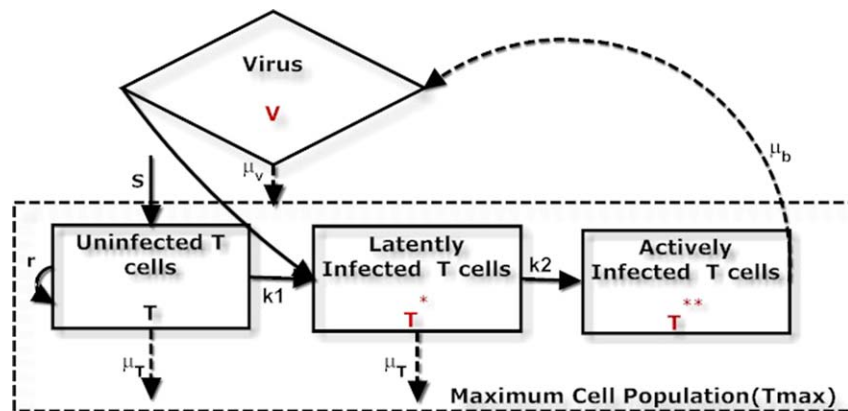 Virus
V
μv
μb
S
Uninfected T
cells
T
r
k1
Latently
Infected T cells
T*
k2
Actively
Infected T cells
T**
μT
μT
Maximum Cell Population(Tmax)